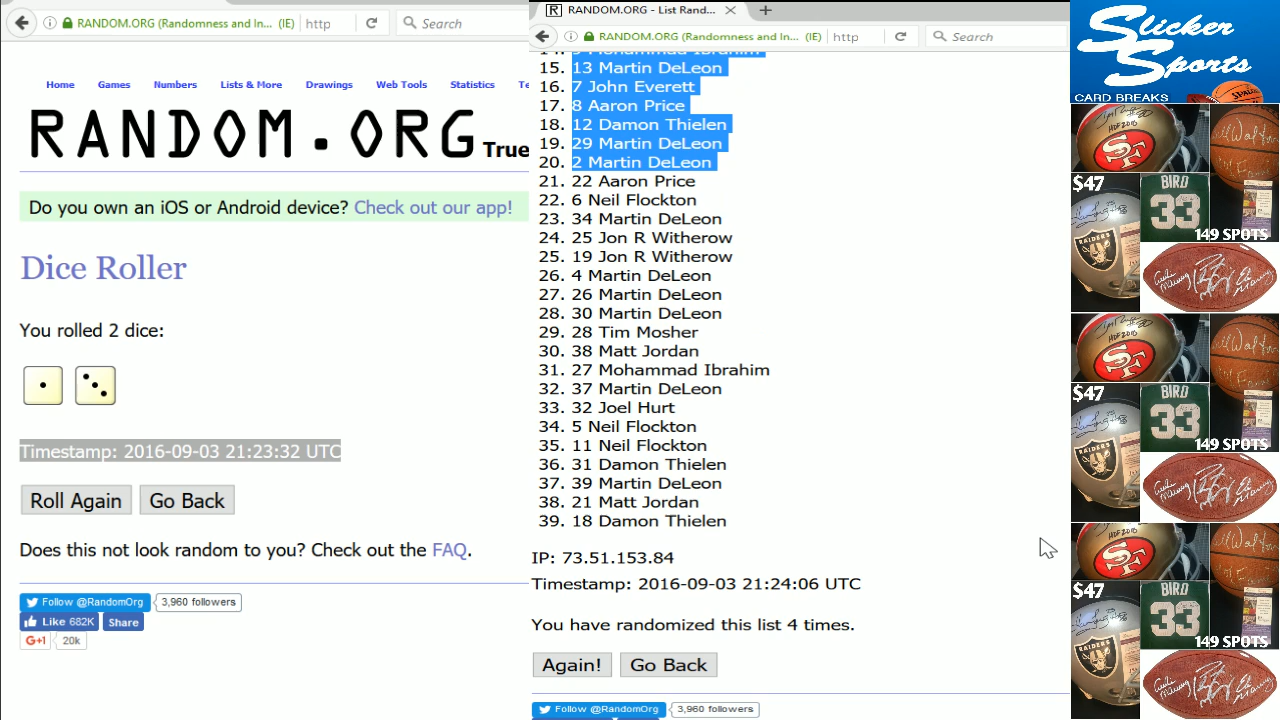 RANDOM.ORG (Randomness and In... (IE) http
Search
Home Games Numbers Lists & More Drawings Web Tools Statistics
RANDOM.ORG True
Do you own an iOS or Android device? Check out our app!
Dice Roller
You rolled 2 dice:
Timestamp: 2016-09-03 21:23:32 UTC
Roll Again Go Back
Does this not look random to you? Check out the FAQ.
Follow @RandomOrg 3,960 followers
Like 682K Share
G+1 20k
RANDOM.ORG - List Rand...
RANDOM.ORG (Randomness and In... (IE) http
Search
14. 9 Mohammad Ibrahim
15. 13 Martin DeLeon
16. 7 John Everett
17. 8 Aaron Price
18. 12 Damon Thielen
19. 29 Martin DeLeon
20. 2 Martin DeLeon
21. 22 Aaron Price
22. 6 Neil Flockton
23. 34 Martin DeLeon
24. 25 Jon R Witherow
25. 19 Jon R Witherow
26. 4 Martin DeLeon
27. 26 Martin DeLeon
28. 30 Martin DeLeon
29. 28 Tim Mosher
30. 38 Matt Jordan
31. 27 Mohammad Ibrahim
32. 37 Martin DeLeon
33. 32 Joel Hurt
34. 5 Neil Flockton
35. 11 Neil Flockton
36. 31 Damon Thielen
37. 39 Martin DeLeon
38. 21 Matt Jordan
39. 18 Damon Thielen
IP: 73.51.153.84
Timestamp: 2016-09-03 21:24:06 UTC
You have randomized this list 4 times.
Again! Go Back
Follow @RandomOrg 3,960 followers
Slicker
Sports
CARD BREAKS
SPALDING
SF
$47
BIRD
33
RAIDERS
149 SPOTS
SF
$47
BIRD
33
RAIDERS
149 SPOTS
SF
$47
BIRD
33
RAIDERS
149 SPOTS